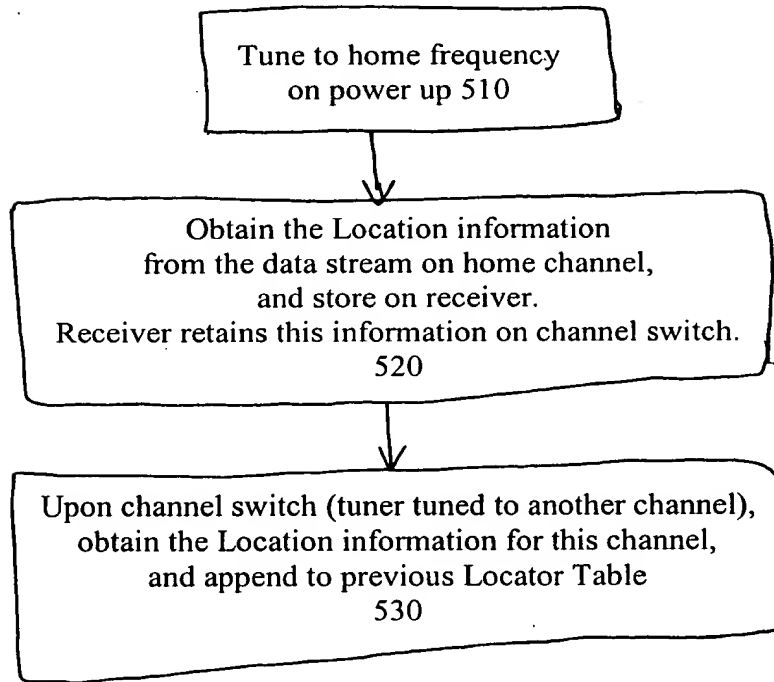 Tune to home frequency
on power up 510
Obtain the Location information
from the data stream on home channel,
and store on receiver.
Receiver retains this information on channel switch.
520
Upon channel switch (tuner tuned to another channel),
obtain the Location information for this channel,
and append to previous Locator Table
530